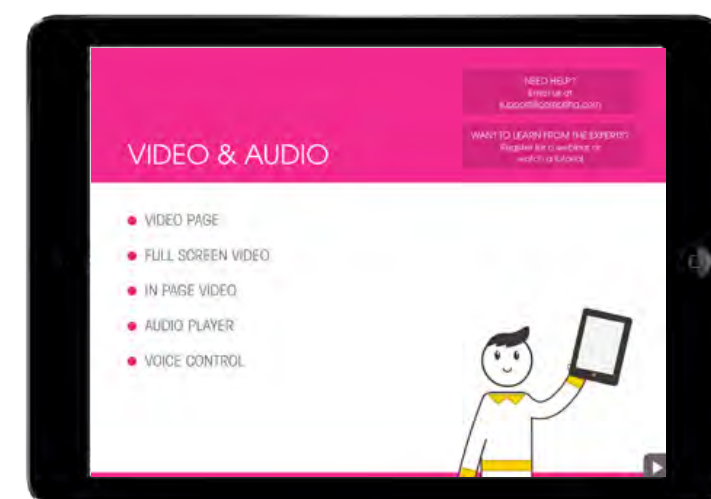 NEED HELP?
Email us at
WANT TO LEARN FROM THE EXPERTS?
Register for a webinar or
watch a tutorial
VIDEO & AUDIO
VIDEO PAGE
FULL SCREEN VIDEO
IN PAGE VIDEO
AUDIO PLAYER
VOICE CONTROL